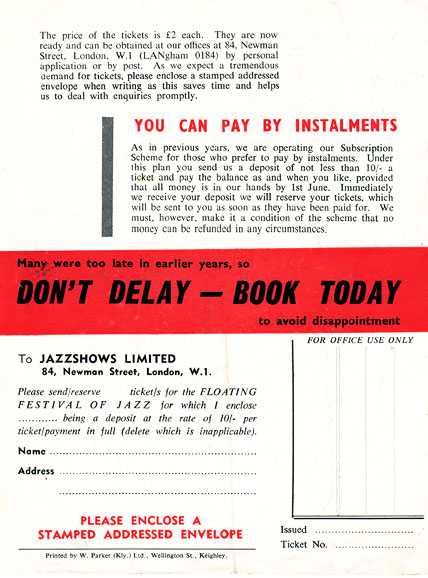 The price of the tickets is £2 each. They are now
ready and can be obtained at our offices at 84, Newman
Street, London, W.1 (LANgham 0184) by personal
application or by post. As we expect a tremendous
demand for tickets, please enclose a stamped addressed
envelope when writing as this saves time and helps
us to deal with enquiries promptly.
YOU CAN PAY BY INSTALMENTS
As in previous years, we are operating our Subscription
Scheme for those who prefer to pay by instalments. Under
this plan you send us a deposit of not less than 10/- a
ticket and pay the balance as and when you like, provided
that all money is in our hands by 1st June. Immediately
we receive your deposit we will reserve your tickets, which
will be sent to you as soon as they have been paid for. We
must, however, make it a condition of the scheme that no
money can be refunded in any circumstances.
Many were too late in earlier years, so
DON'T DELAY — BOOK TODAY
to avoid disappointment
To JAZZSHOWS LIMITED
84, Newman Street, London, W.1.
Please send/reserve ticket/s for the FLOATING
FESTIVAL OF JAZZ for which I enclose
............ being a deposit at the rate of 10/- per
ticket/payment in full (delete which is inapplicable).
Name ............................................................
Address ............................................................
............................................................
PLEASE ENCLOSE A
STAMPED ADDRESSED ENVELOPE
Printed by W. Parker (Kly.) Ltd., Wellington St., Keighley.
FOR OFFICE USE ONLY
Issued ..............................
Ticket No. ..............................